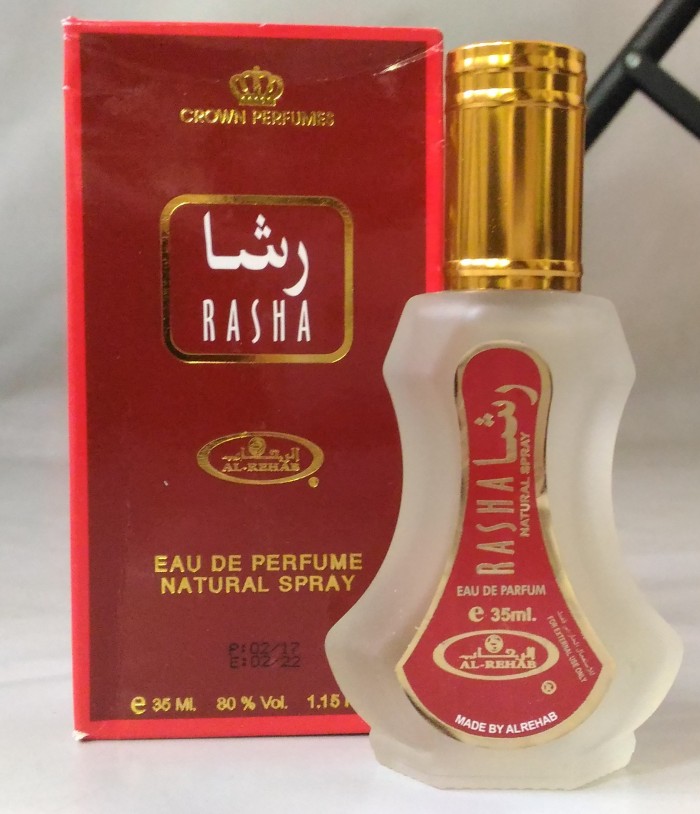 CROWN PERFUMES
رشا
RASHA
الرحاب
AL-REHAB
EAU DE PERFUME
NATURAL SPRAY
P:02/17
E:02/22
e 35 Ml. 80 % Vol. 1.15
RASHA رشا
NATURAL SPRAY
EAU DE PARFUM
e 35ml.
الرحاب
AL-REHAB
®
FOR EXTERNAL USE ONLY
MADE BY ALREHAB